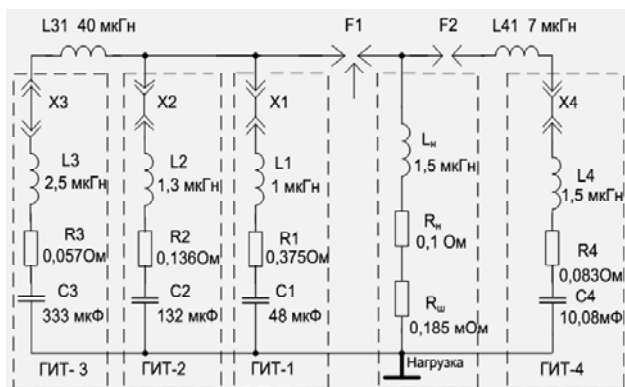 L31 40 мкГн
F1
F2
L41 7 мкГн
X3
X2
X1
X4
L3
2,5 мкГн
L2
1,3 мкГн
L1
1 мкГн
Lн
1,5 мкГн
L4
1,5 мкГн
R3
0,057Ом
R2
0,136Ом
R1
0,375Ом
Rн
0,1 Ом
R4
0,083Ом
C3
333 мкФ
C2
132 мкФ
C1
48 мкФ
Rш
0,185 мОм
C4
10,08мФ
ГИТ- 3
ГИТ-2
ГИТ-1
Нагрузка
ГИТ-4